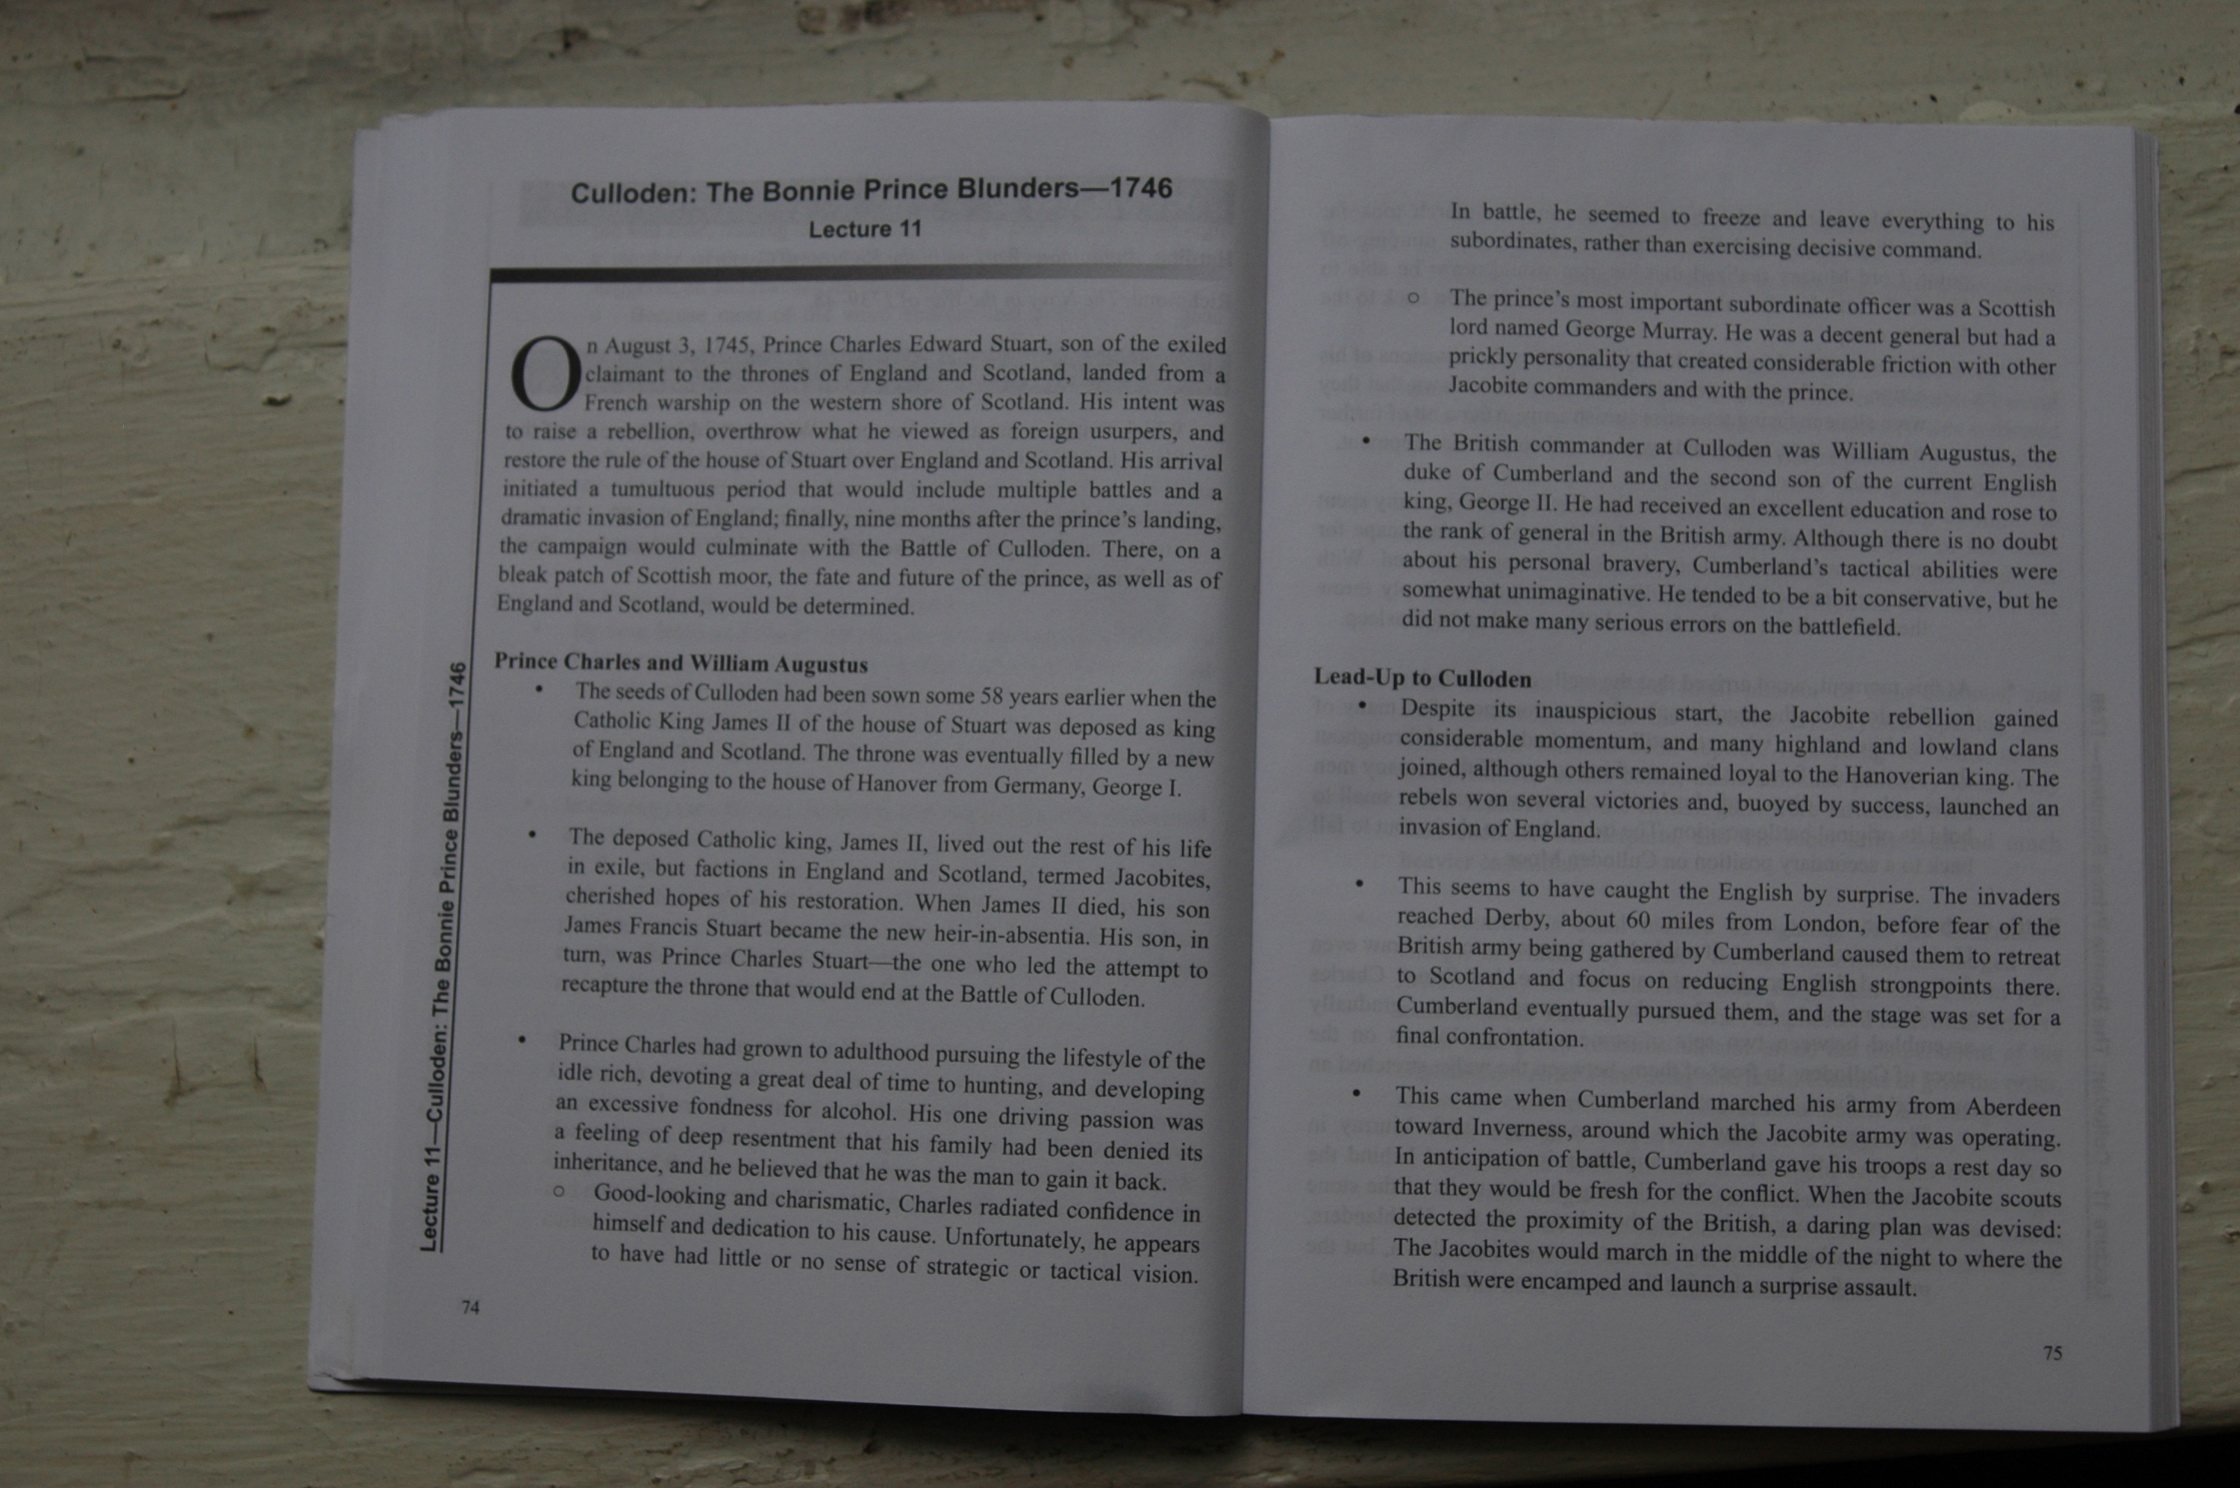 Culloden: The Bonnie Prince Blunders—1746
Lecture 11
On August 3, 1745, Prince Charles Edward Stuart, son of the exiled
claimant to the thrones of England and Scotland, landed from a
French warship on the western shore of Scotland. His intent was
to raise a rebellion, overthrow what he viewed as foreign usurpers, and
restore the rule of the house of Stuart over England and Scotland. His arrival
initiated a tumultuous period that would include multiple battles and a
dramatic invasion of England; finally, nine months after the prince's landing,
the campaign would culminate with the Battle of Culloden. There, on a
bleak patch of Scottish moor, the fate and future of the prince, as well as of
England and Scotland, would be determined.
Prince Charles and William Augustus
• The seeds of Culloden had been sown some 58 years earlier when the
Catholic King James II of the house of Stuart was deposed as king
of England and Scotland. The throne was eventually filled by a new
king belonging to the house of Hanover from Germany, George I.
• The deposed Catholic king, James II, lived out the rest of his life
in exile, but factions in England and Scotland, termed Jacobites,
cherished hopes of his restoration. When James II died, his son
James Francis Stuart became the new heir-in-absentia. His son, in
turn, was Prince Charles Stuart—the one who led the attempt to
recapture the throne that would end at the Battle of Culloden.
• Prince Charles had grown to adulthood pursuing the lifestyle of the
idle rich, devoting a great deal of time to hunting, and developing
an excessive fondness for alcohol. His one driving passion was
a feeling of deep resentment that his family had been denied its
inheritance, and he believed that he was the man to gain it back.
○ Good-looking and charismatic, Charles radiated confidence in
himself and dedication to his cause. Unfortunately, he appears
to have had little or no sense of strategic or tactical vision.
Lecture 11—Culloden: The Bonnie Prince Blunders—1746
74
In battle, he seemed to freeze and leave everything to his
subordinates, rather than exercising decisive command.
○ The prince's most important subordinate officer was a Scottish
lord named George Murray. He was a decent general but had a
prickly personality that created considerable friction with other
Jacobite commanders and with the prince.
• The British commander at Culloden was William Augustus, the
duke of Cumberland and the second son of the current English
king, George II. He had received an excellent education and rose to
the rank of general in the British army. Although there is no doubt
about his personal bravery, Cumberland's tactical abilities were
somewhat unimaginative. He tended to be a bit conservative, but he
did not make many serious errors on the battlefield.
Lead-Up to Culloden
• Despite its inauspicious start, the Jacobite rebellion gained
considerable momentum, and many highland and lowland clans
joined, although others remained loyal to the Hanoverian king. The
rebels won several victories and, buoyed by success, launched an
invasion of England.
• This seems to have caught the English by surprise. The invaders
reached Derby, about 60 miles from London, before fear of the
British army being gathered by Cumberland caused them to retreat
to Scotland and focus on reducing English strongpoints there.
Cumberland eventually pursued them, and the stage was set for a
final confrontation.
• This came when Cumberland marched his army from Aberdeen
toward Inverness, around which the Jacobite army was operating.
In anticipation of battle, Cumberland gave his troops a rest day so
that they would be fresh for the conflict. When the Jacobite scouts
detected the proximity of the British, a daring plan was devised:
The Jacobites would march in the middle of the night to where the
British were encamped and launch a surprise assault.
75